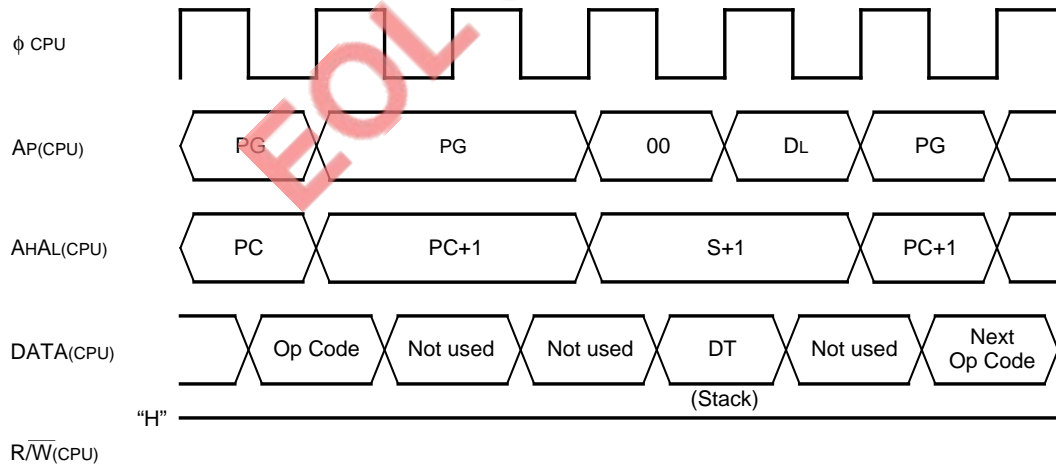 ϕ CPU
AP(CPU) PG PG 00 DL PG
AHAL(CPU) PC PC+1 S+1 PC+1
DATA(CPU) Op Code Not used Not used DT Not used Next Op Code
(Stack)
“H”
R/W̅(CPU)
EOL